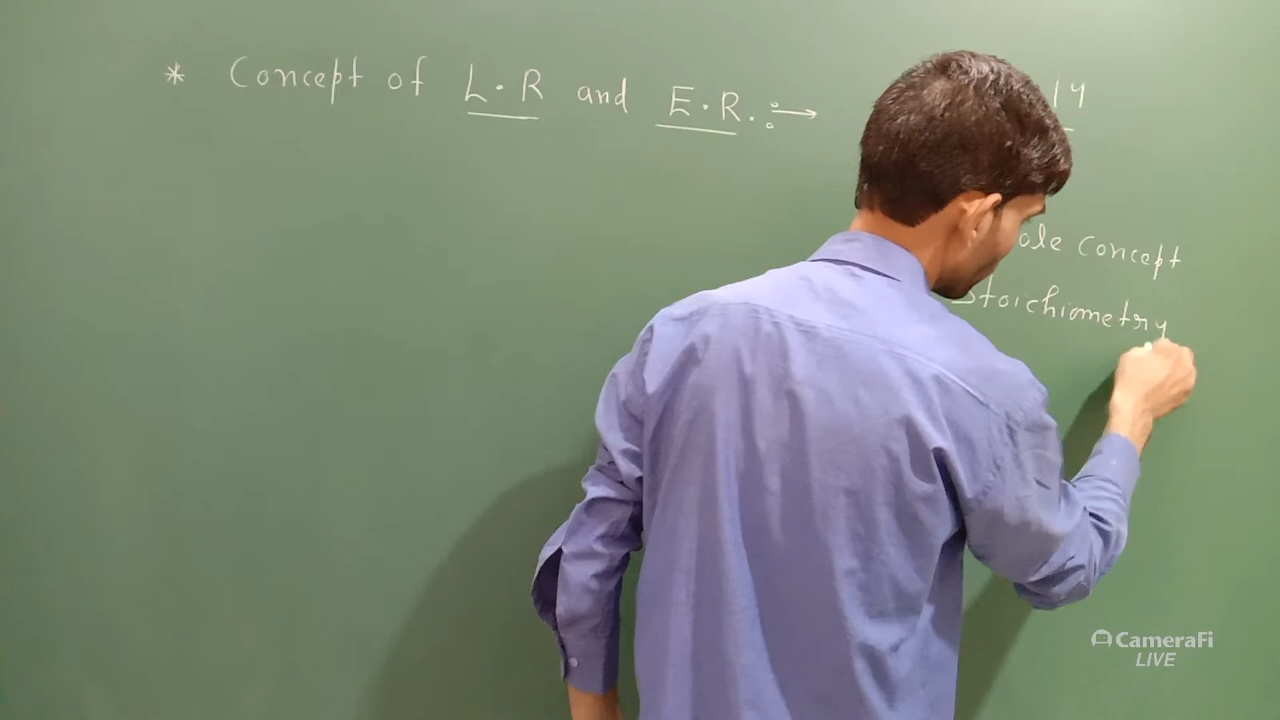 * Concept of L.R and E.R. :→
14
ole concept
Stoichiometry
CameraFi
LIVE